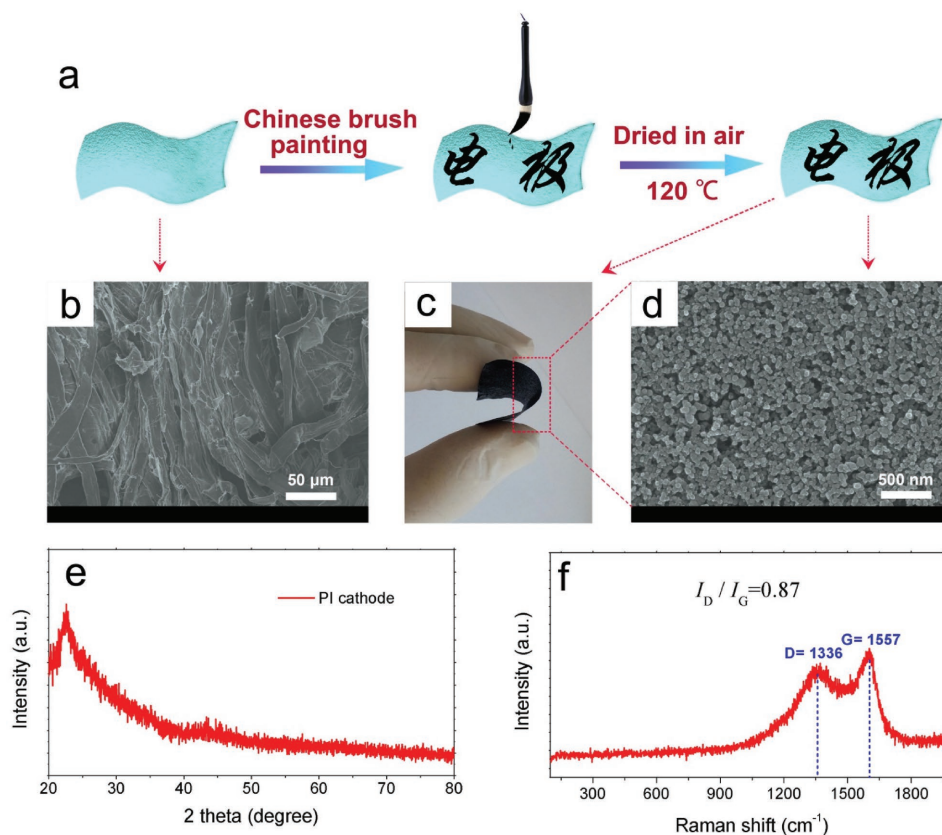 a
Chinese brush
painting
电 极
Dried in air
120 ℃
电 极
b
50 µm
c
d
500 nm
e
PI cathode
Intensity (a.u.)
20 30 40 50 60 70 80
2 theta (degree)
f
I_D / I_G=0.87
D= 1336
G= 1557
Intensity (a.u.)
300 600 900 1200 1500 1800
Raman shift (cm⁻¹)